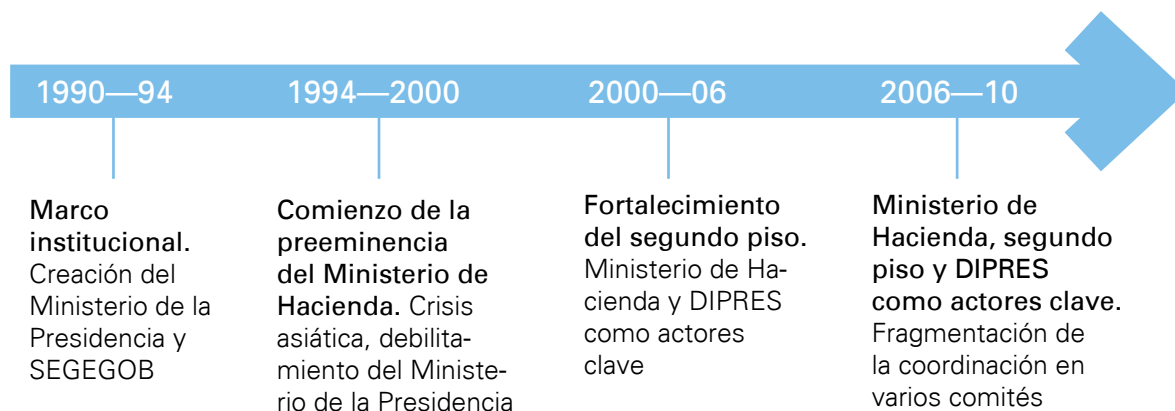 1990—94
1994—2000
2000—06
2006—10
Marco
institucional.
Creación del
Ministerio de la
Presidencia y
SEGEGOB
Comienzo de la
preeminencia
del Ministerio de
Hacienda. Crisis
asiática, debilita-
miento del Ministe-
rio de la Presidencia
Fortalecimiento
del segundo piso.
Ministerio de Ha-
cienda y DIPRES
como actores
clave
Ministerio de
Hacienda, segundo
piso y DIPRES
como actores clave.
Fragmentación de
la coordinación en
varios comités